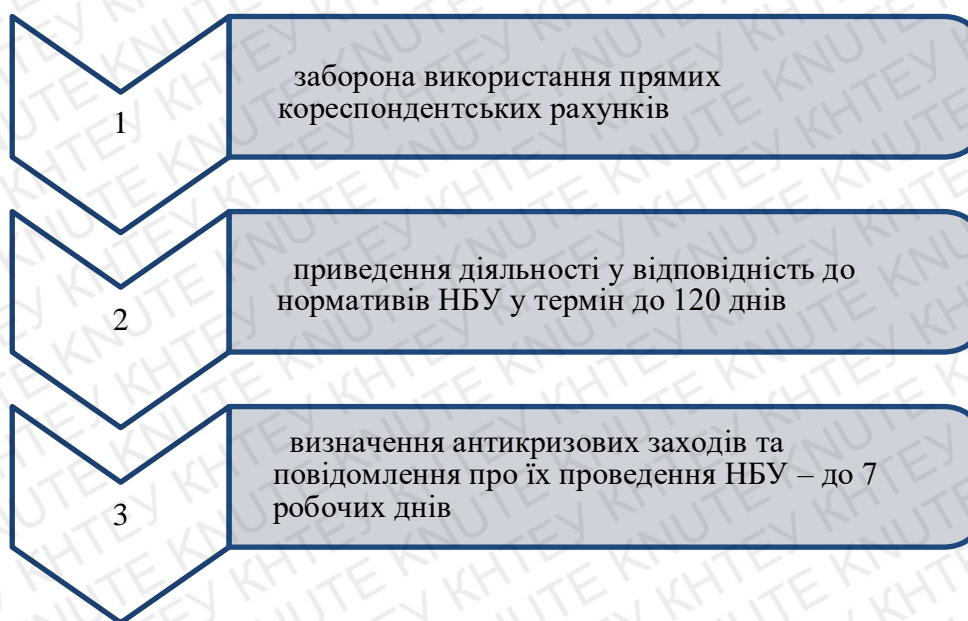 1
заборона використання прямих
кореспондентських рахунків
2
приведення діяльності у відповідність до
нормативів НБУ у термін до 120 днів
3
визначення антикризових заходів та
повідомлення про їх проведення НБУ – до 7
робочих днів